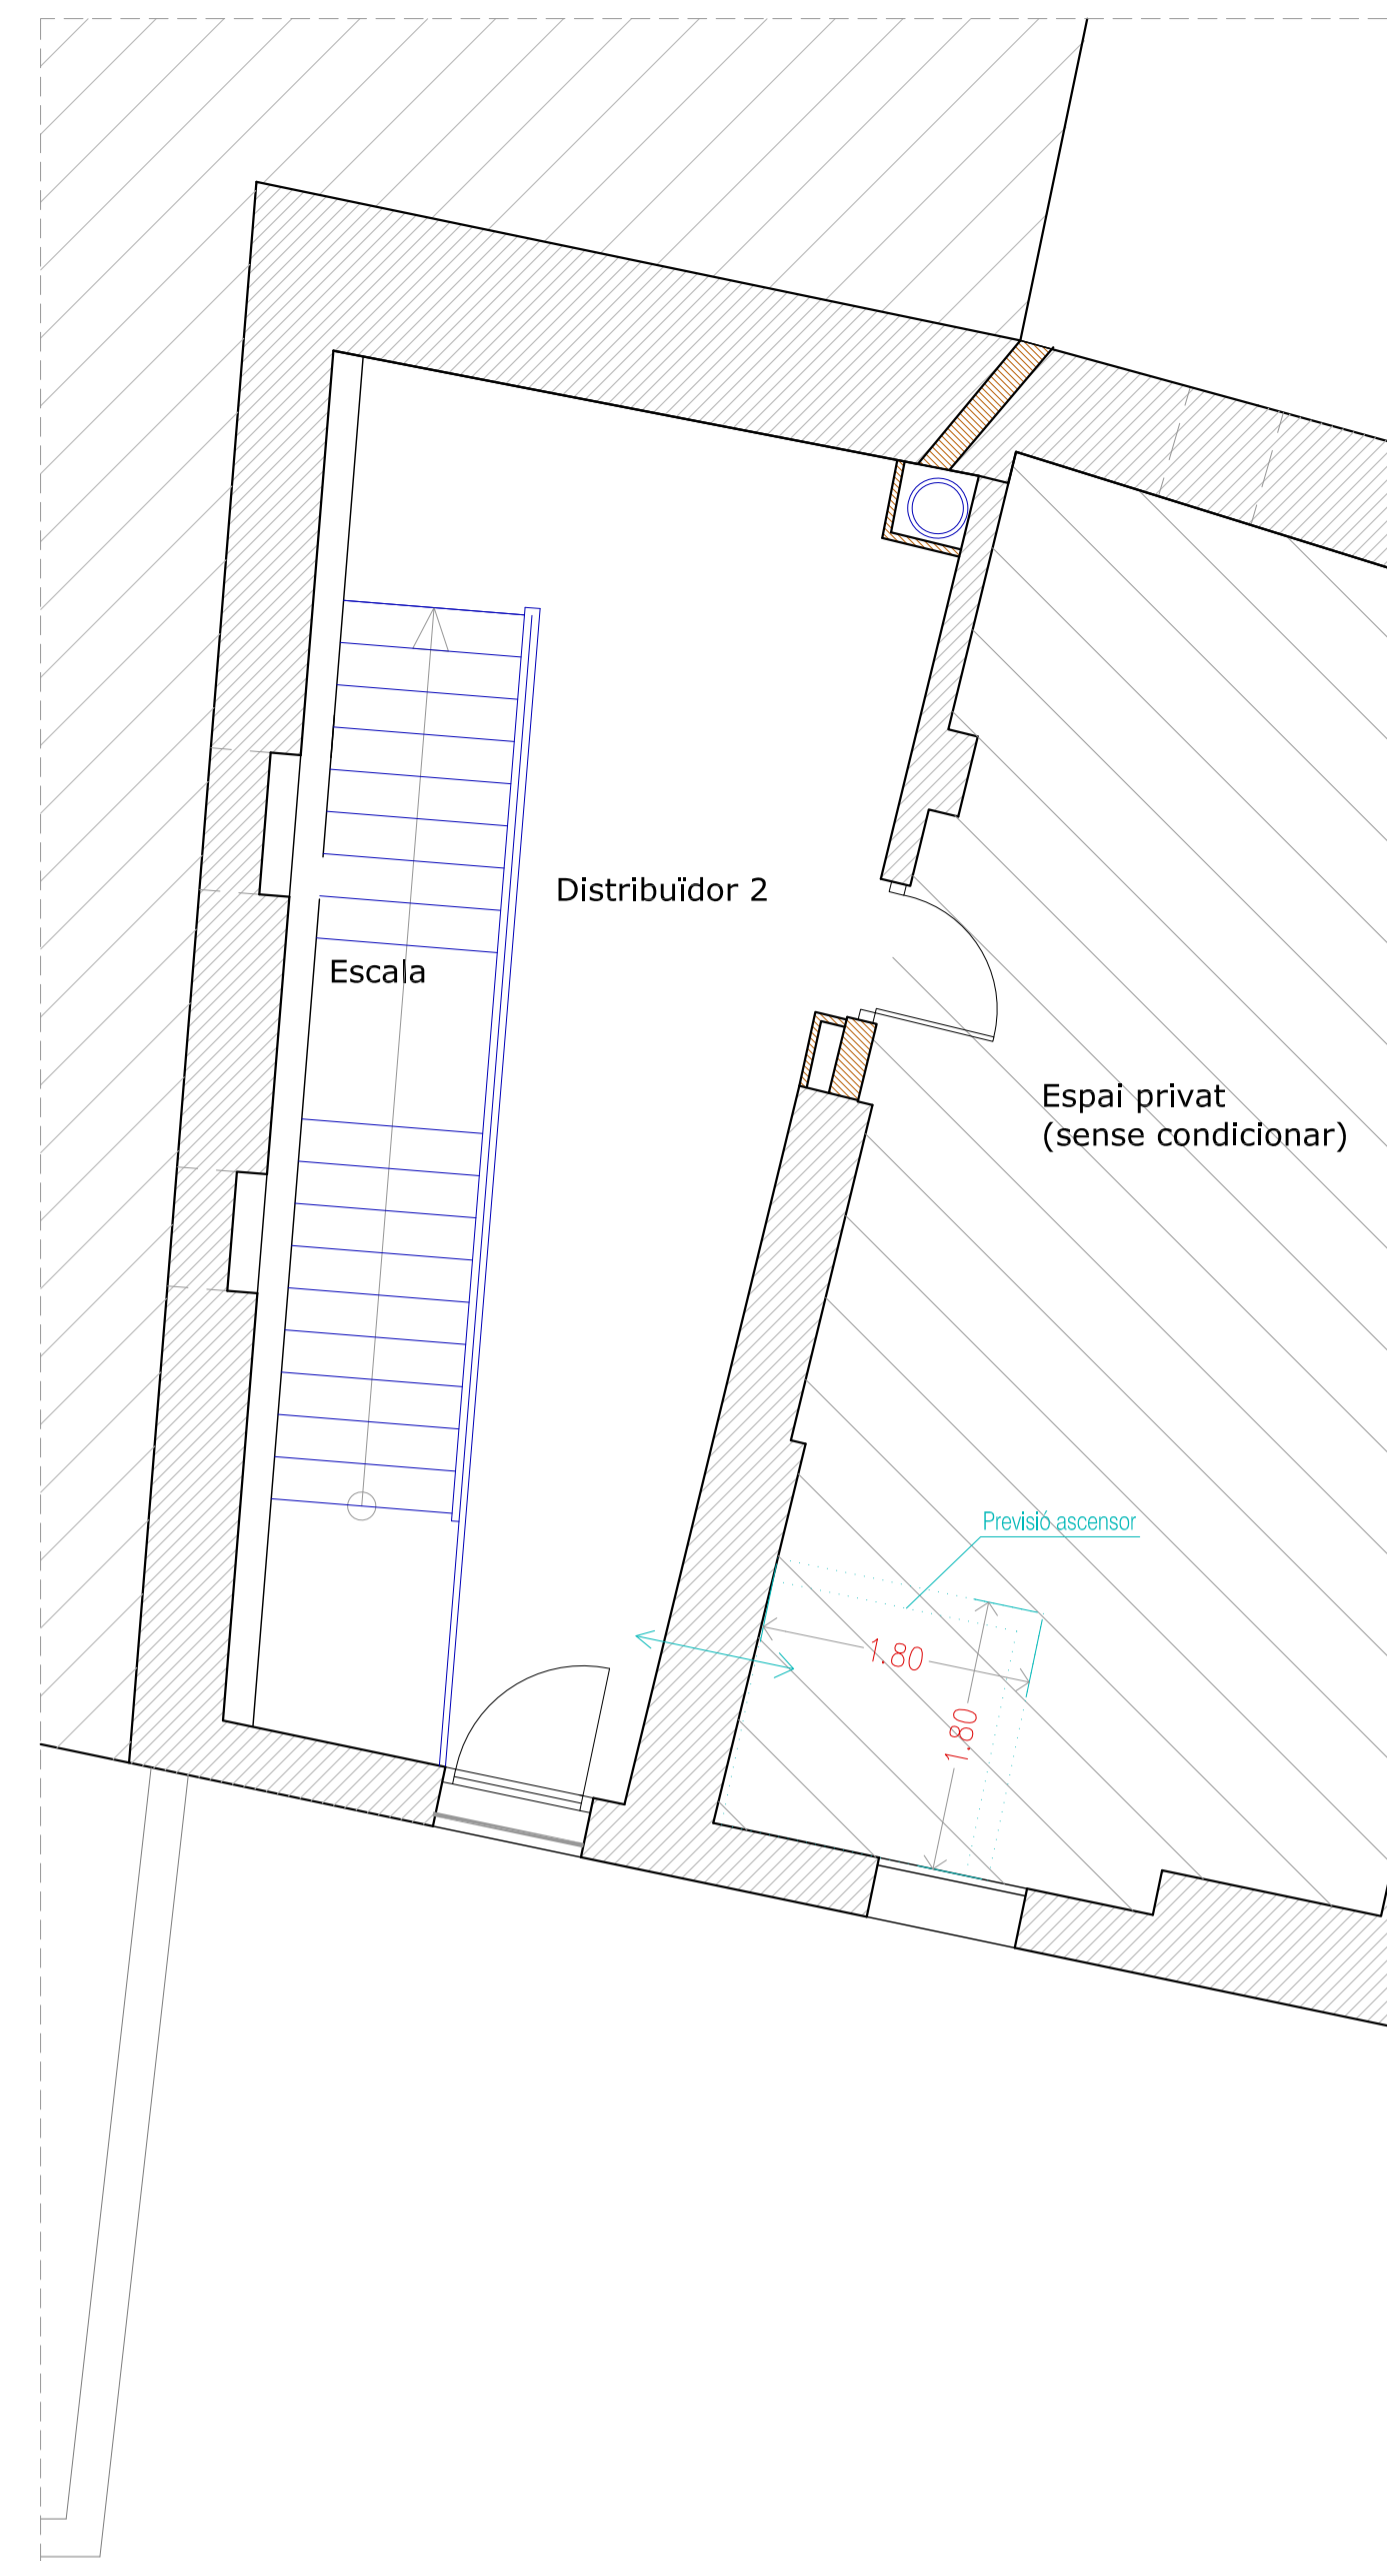 Distribuïdor 2
Escala
Espai privat
(sense condicionar)
Previsió ascensor
1.80
1.80